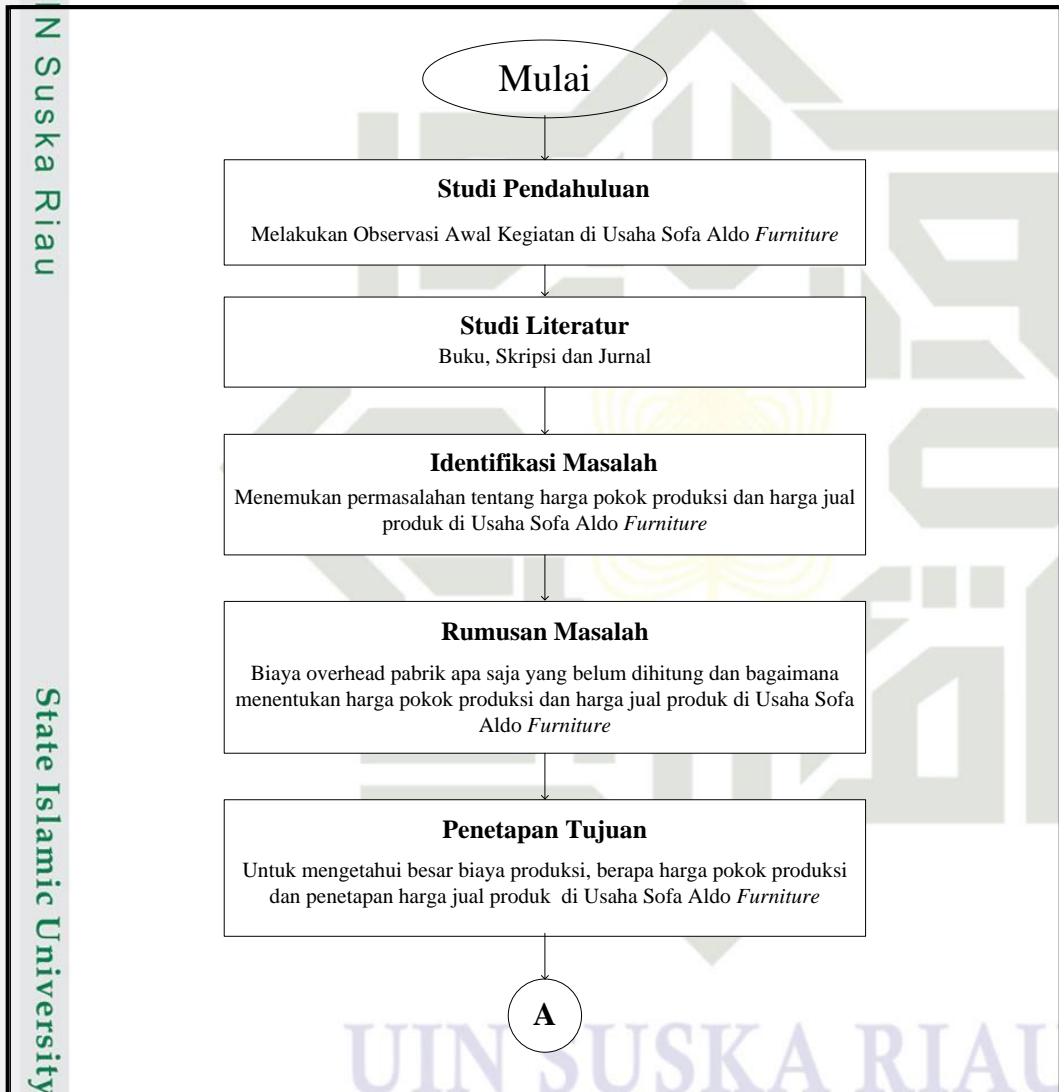 Mulai
Studi Pendahuluan
Melakukan Observasi Awal Kegiatan di Usaha Sofa Aldo Furniture
Studi Literatur
Buku, Skripsi dan Jurnal
Identifikasi Masalah
Menemukan permasalahan tentang harga pokok produksi dan harga jual
produk di Usaha Sofa Aldo Furniture
Rumusan Masalah
Biaya overhead pabrik apa saja yang belum dihitung dan bagaimana
menentukan harga pokok produksi dan harga jual produk di Usaha Sofa
Aldo Furniture
Penetapan Tujuan
Untuk mengetahui besar biaya produksi, berapa harga pokok produksi
dan penetapan harga jual produk di Usaha Sofa Aldo Furniture
A
UIN SUSKA RIAU
N Suska Riau
State Islamic University